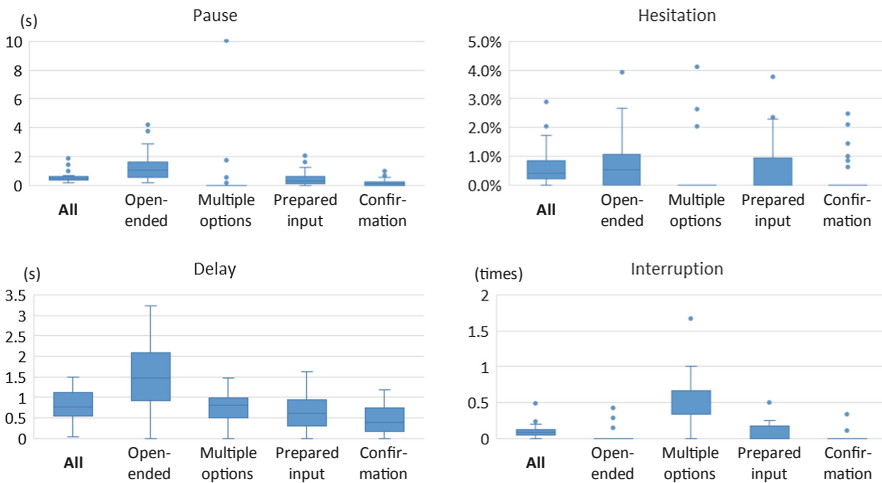 Pause
(s)
10
8
6
4
2
0
All
Open-
ended
Multiple
options
Prepared
input
Confir-
mation
Hesitation
5.0%
4.0%
3.0%
2.0%
1.0%
0.0%
All
Open-
ended
Multiple
options
Prepared
input
Confir-
mation
Delay
(s)
3.5
3
2.5
2
1.5
1
0.5
0
All
Open-
ended
Multiple
options
Prepared
input
Confir-
mation
Interruption
(times)
2
1.5
1
0.5
0
All
Open-
ended
Multiple
options
Prepared
input
Confir-
mation